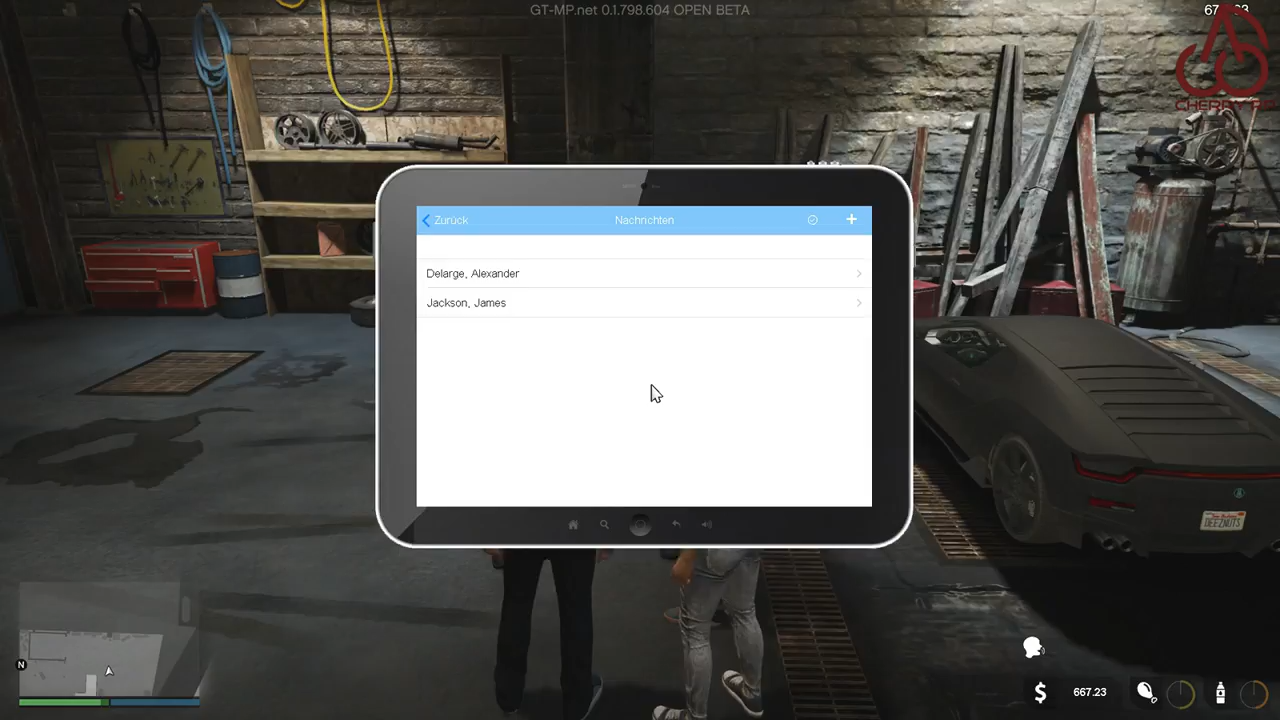 GT-MP.net 0.1.798.604 OPEN BETA
Zurück
Nachrichten
Delarge, Alexander
Jackson, James
DEEZNUTS
N
$ 667.23